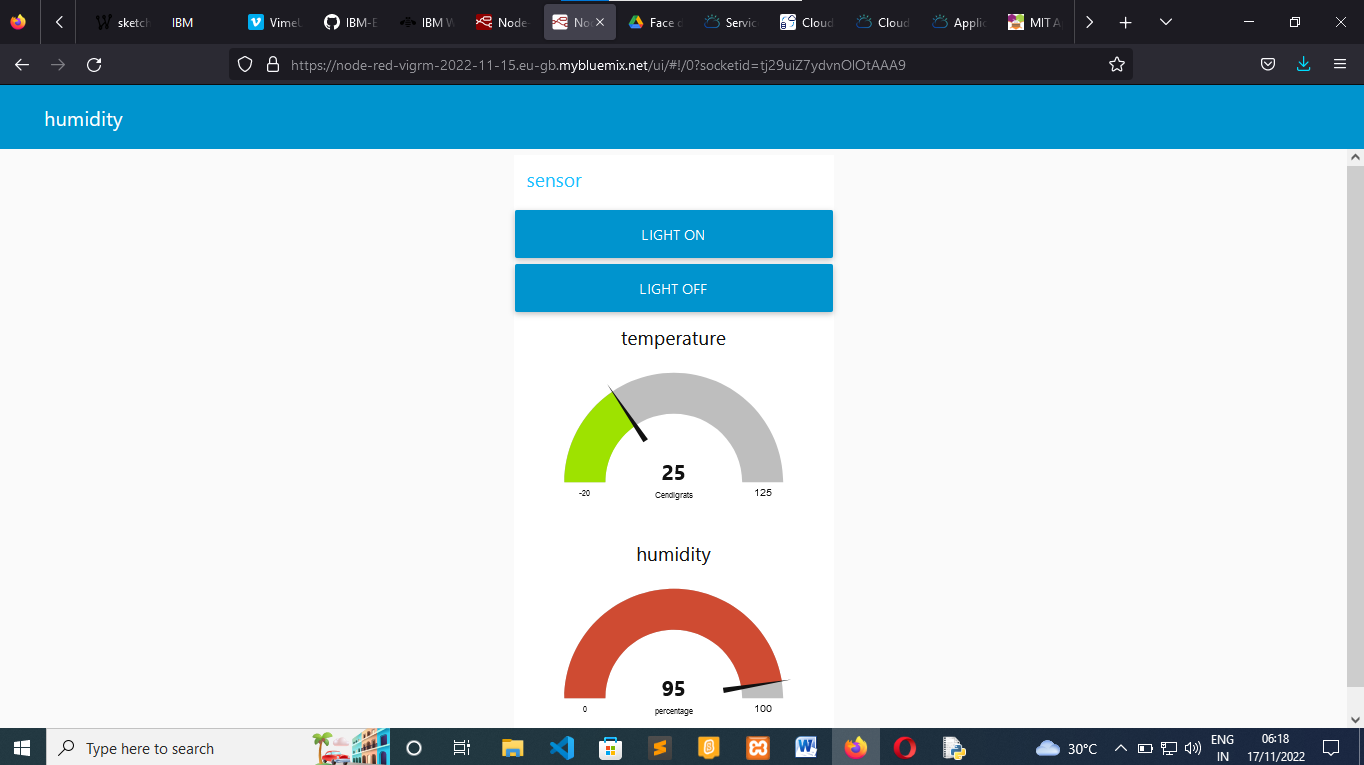 sketch
IBM
VimeU
IBM-E
IBM W
Node-
No
Face d
Servic
Cloud
Cloud
Applic
MIT A
https://node-red-vigrm-2022-11-15.eu-gb.mybluemix.net/ui/#!/0?socketid=tj29uiZ7ydvnOlOtAAA9
humidity
sensor
LIGHT ON
LIGHT OFF
temperature
25
Cendigrats
-20
125
humidity
95
percentage
0
100
Type here to search
30°C
ENG
IN
06:18
17/11/2022